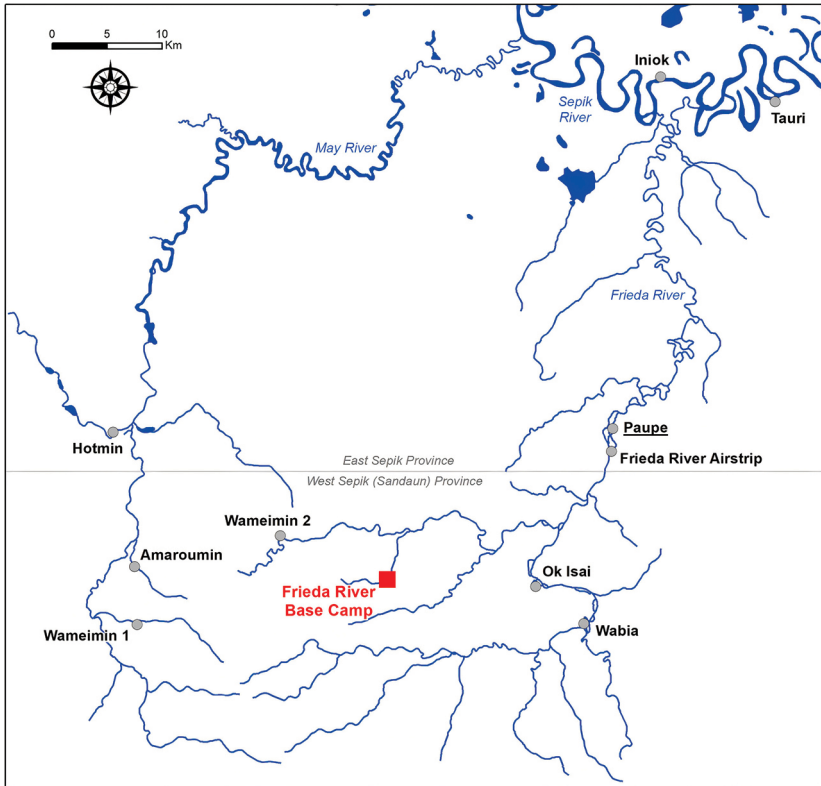 0 5 10
Km
Iniok
Sepik
River
Tauri
May River
Frieda River
Paupe
Hotmin
Frieda River Airstrip
East Sepik Province
West Sepik (Sandaun) Province
Wameimin 2
Amaroumin
Ok Isai
Frieda River
Base Camp
Wameimin 1
Wabia